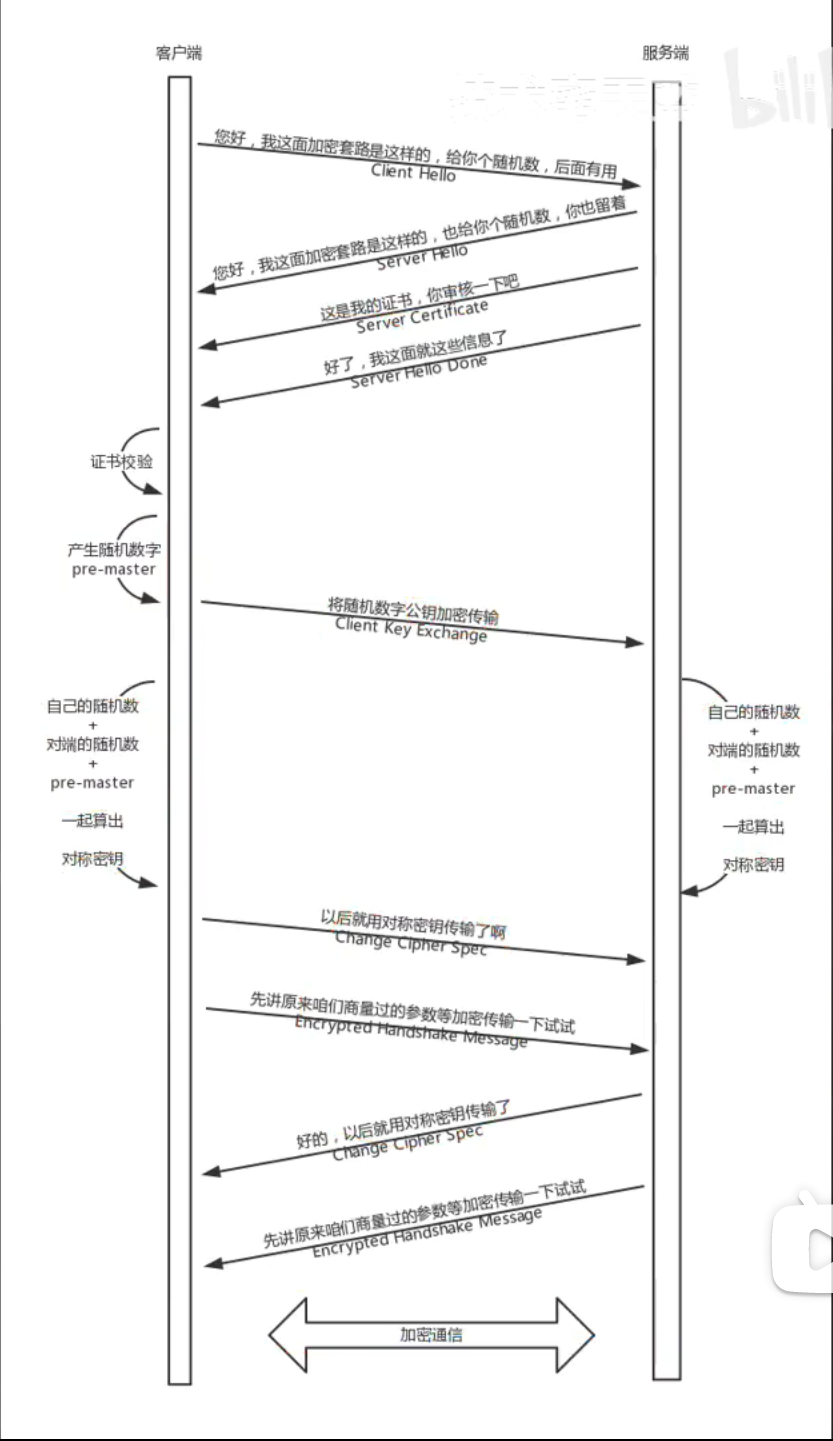 客户端
服务端
bili
您好，我这面加密套路是这样的，给你个随机数，后面有用
Client Hello
您好，我这面加密套路是这样的，也给你个随机数，你也留着
Server Hello
这是我的证书，你审核一下吧
Server Certificate
好了，我这面就这些信息了
Server Hello Done
证书校验
产生随机数字
pre-master
将随机数字公钥加密传输
Client Key Exchange
自己的随机数
+
对端的随机数
+
pre-master
一起算出
对称密钥
自己的随机数
+
对端的随机数
+
pre-master
一起算出
对称密钥
以后就用对称密钥传输了啊
Change Cipher Spec
先讲原来咱们商量过的参数等加密传输一下试试
Encrypted Handshake Message
好的，以后就用对称密钥传输了
Change Cipher Spec
先讲原来咱们商量过的参数等加密传输一下试试
Encrypted Handshake Message
加密通信